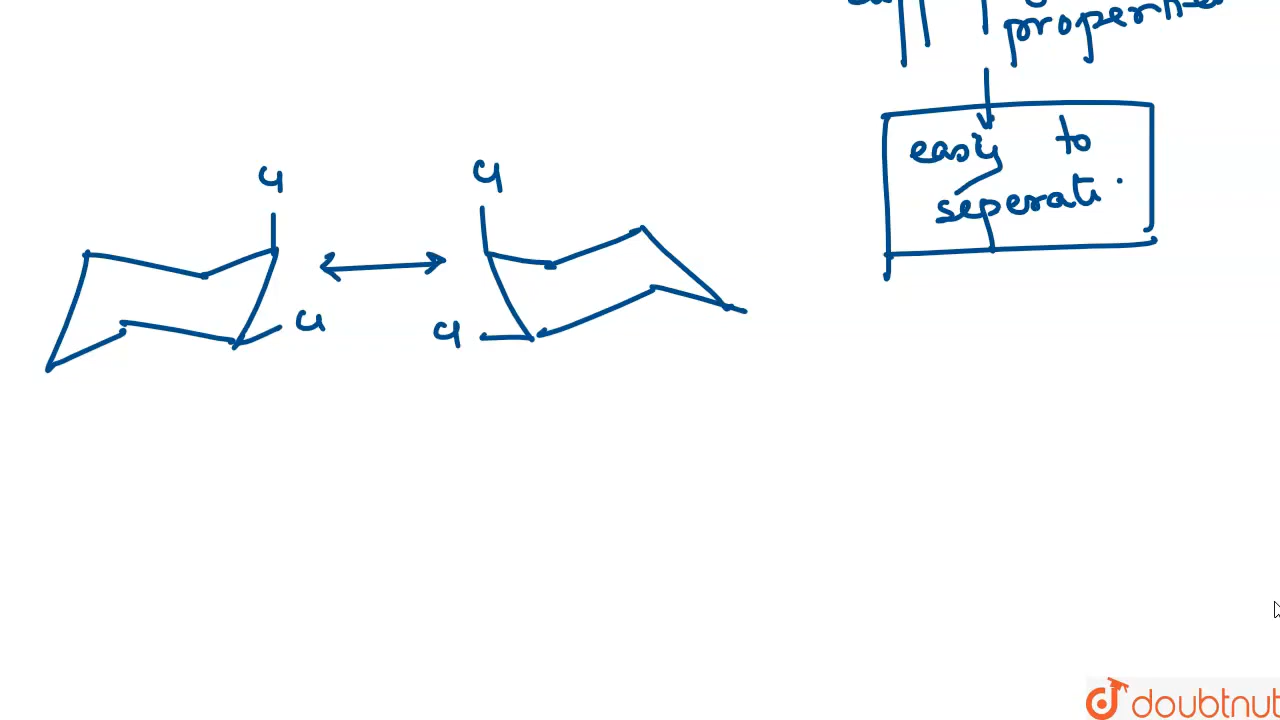 properties
easy to
seperati
Cl
Cl
Cl
Cl
doubtnut